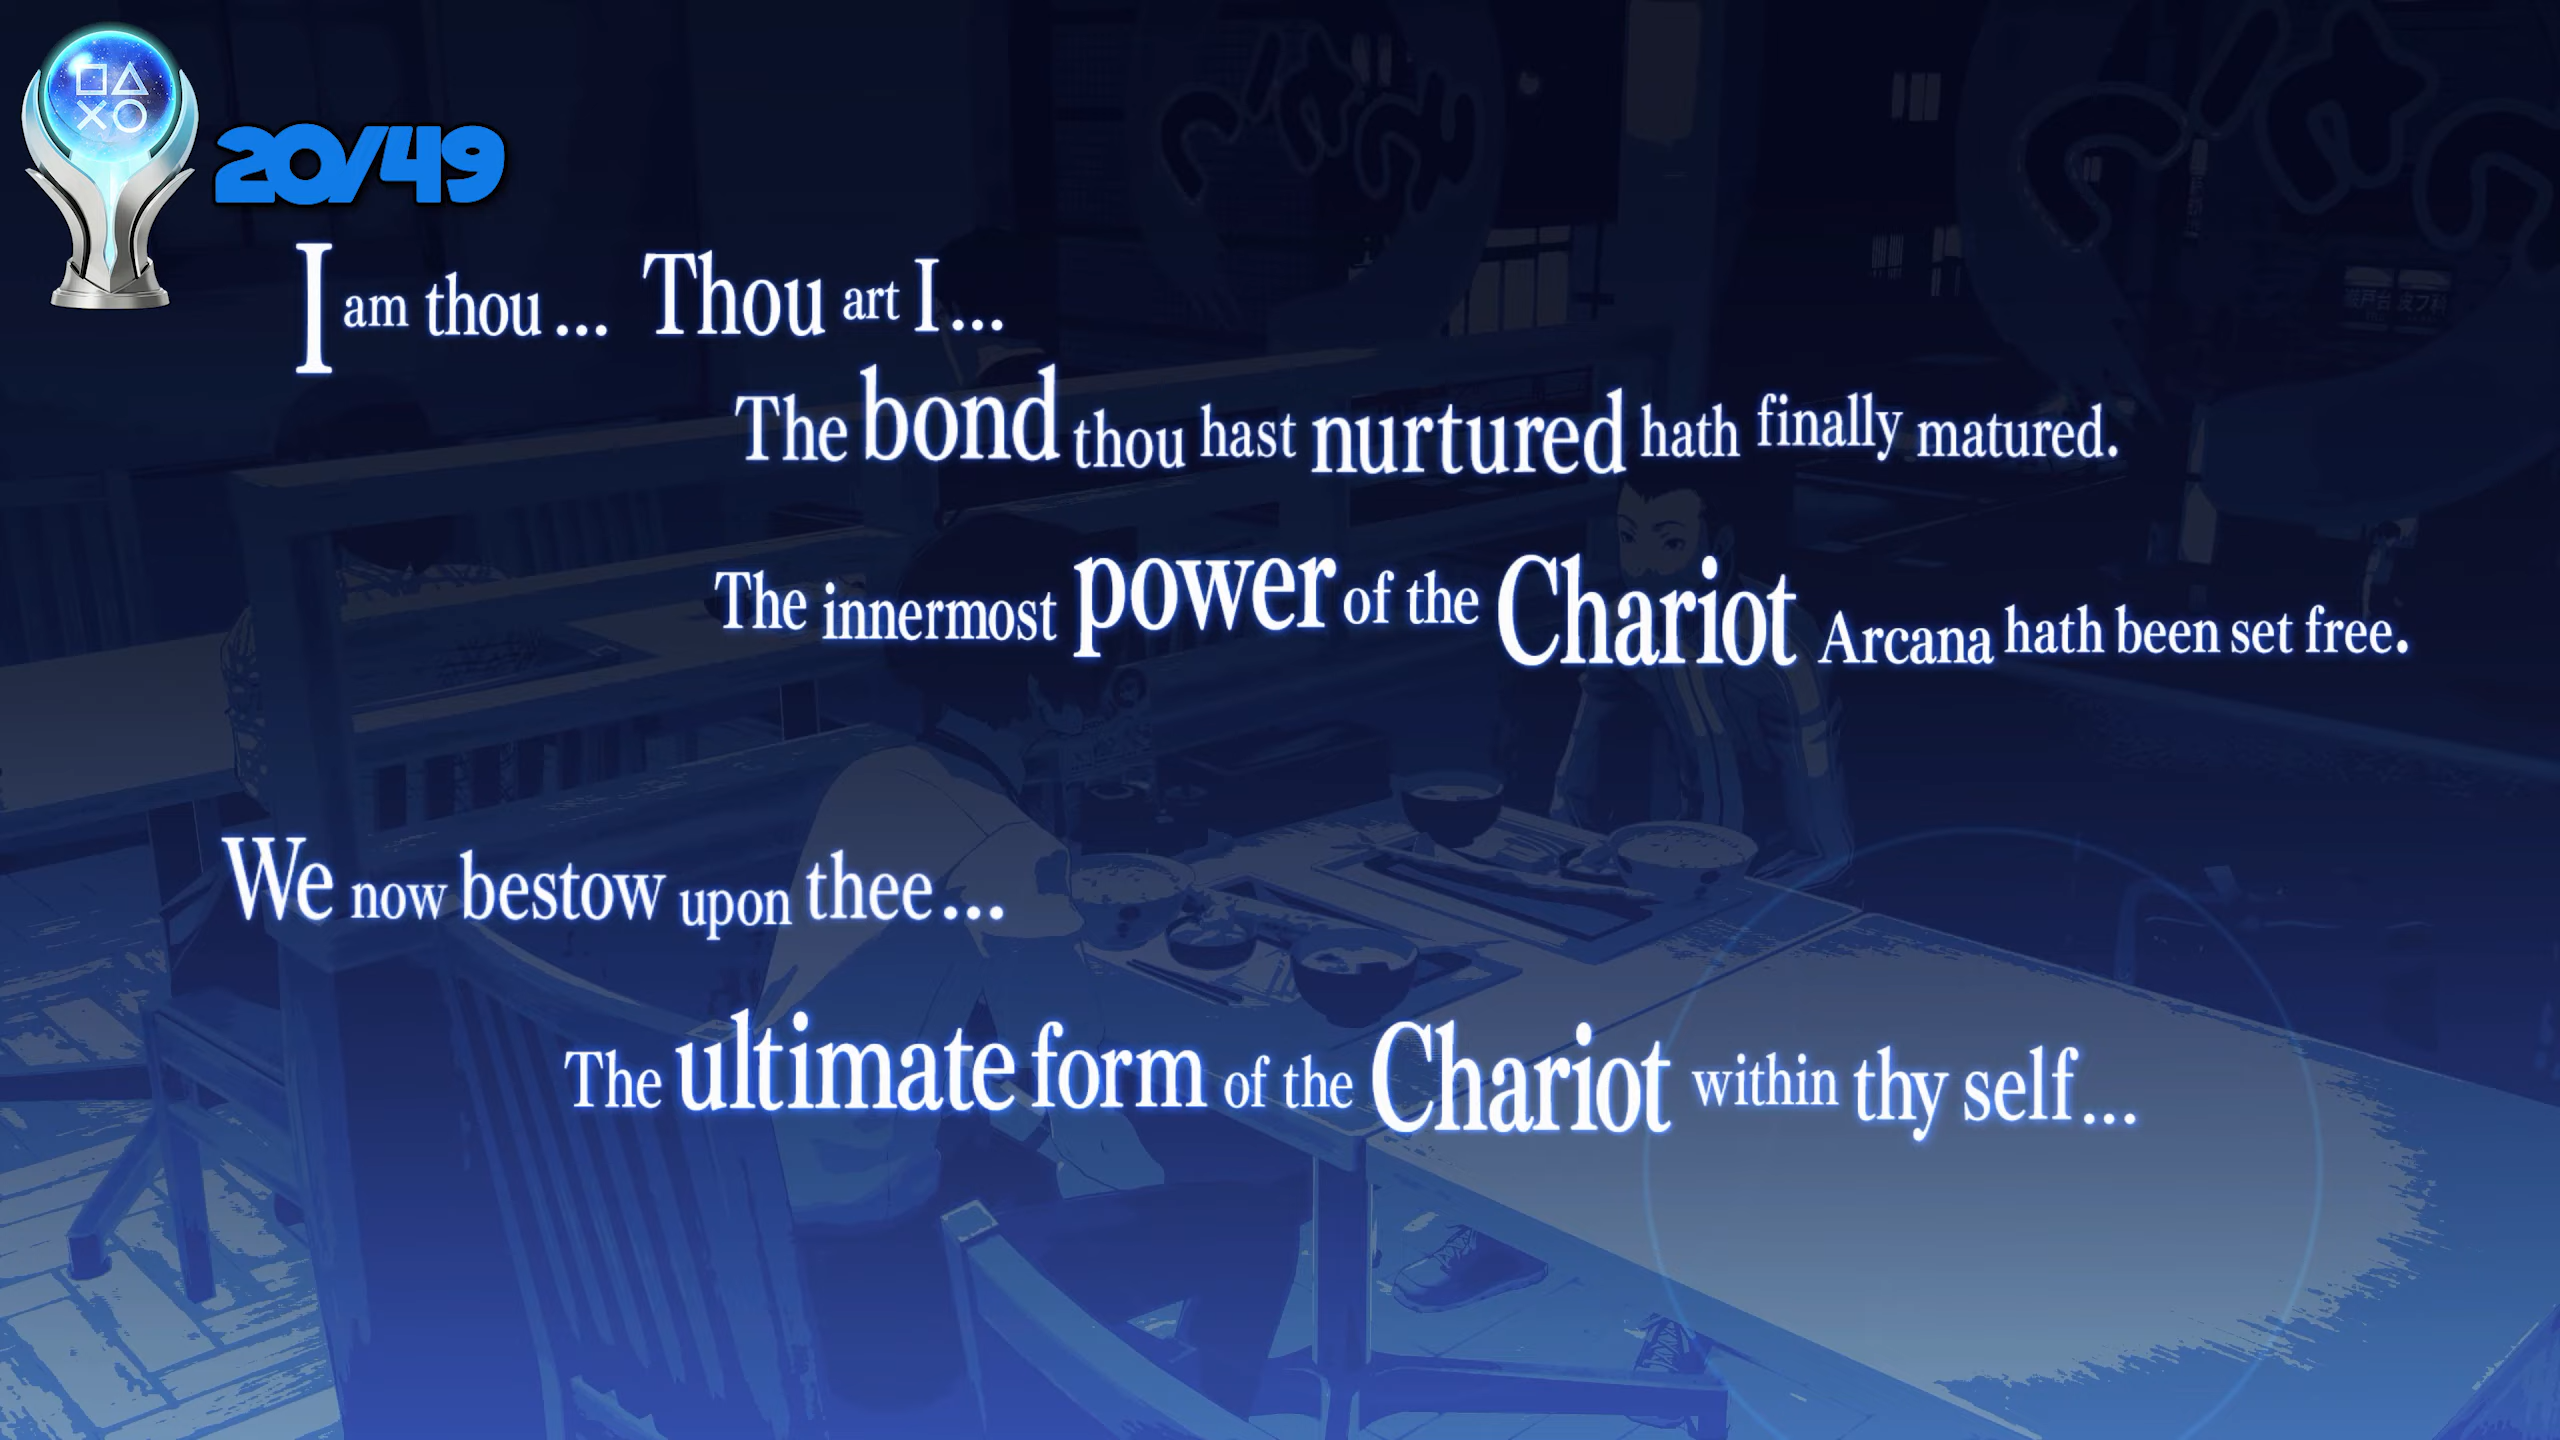 20/49
I am thou... Thou art I...
The bond thou hast nurtured hath finally matured.
The innermost power of the Chariot Arcana hath been set free.
We now bestow upon thee...
The ultimate form of the Chariot within thy self...